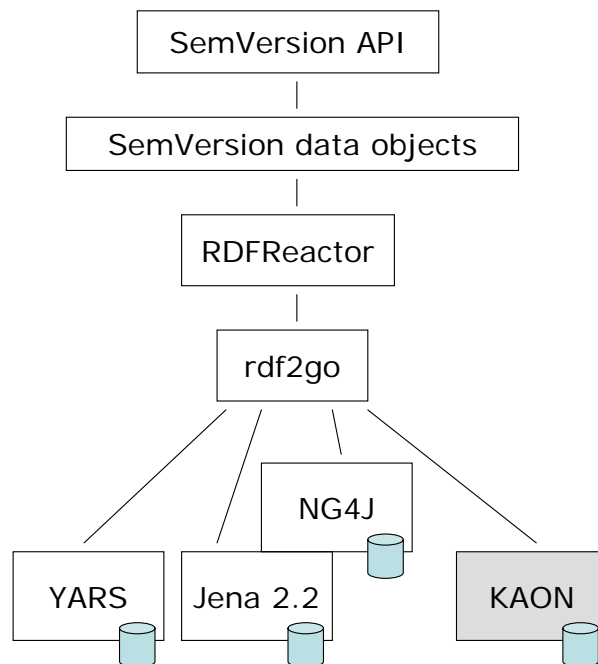 SemVersion API
SemVersion data objects
RDFReactor
rdf2go
NG4J
YARS
Jena 2.2
KAON